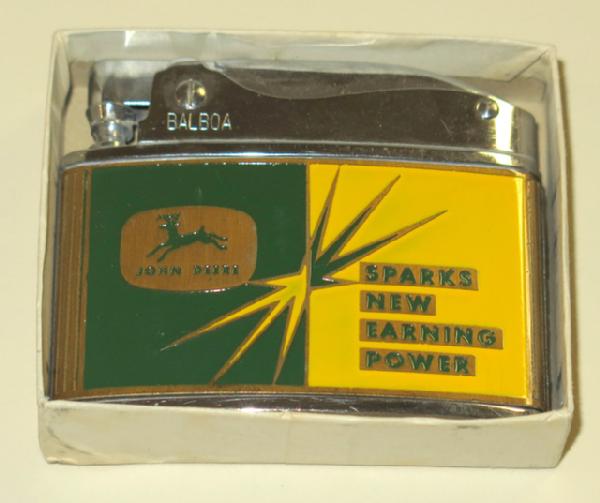 BALBOA
JOHN DEERE
SPARKS
NEW
EARNING
POWER